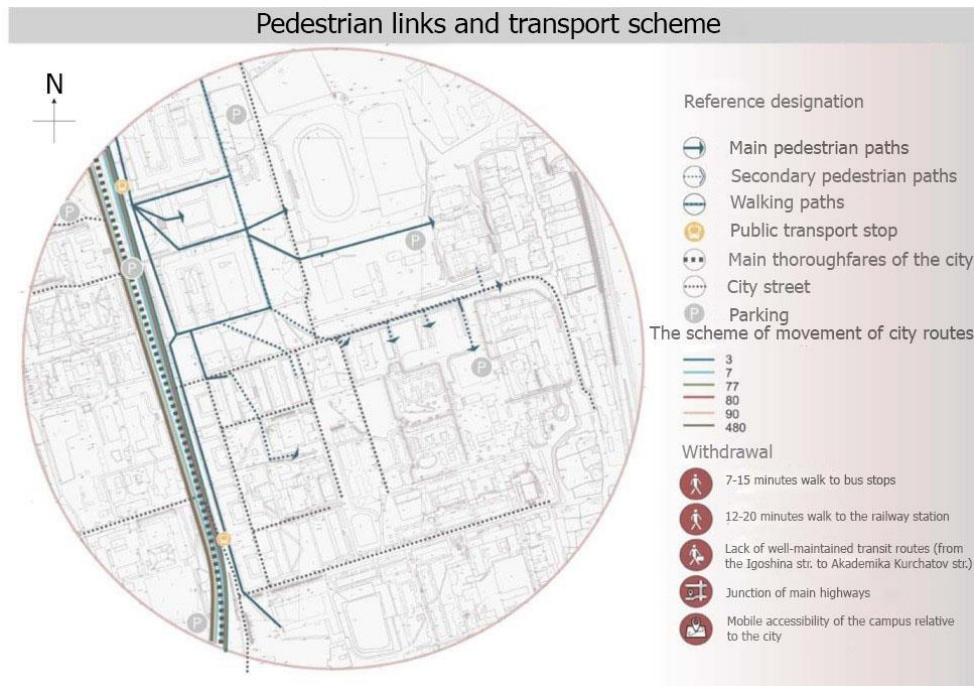 Pedestrian links and transport scheme
N
P
P
P
P
P
P
Reference designation
Main pedestrian paths
Secondary pedestrian paths
Walking paths
Public transport stop
Main thoroughfares of the city
City street
P Parking
The scheme of movement of city routes
3
7
77
80
90
480
Withdrawal
7-15 minutes walk to bus stops
12-20 minutes walk to the railway station
Lack of well-maintained transit routes (from
the Igoshina str. to Akademika Kurchatov str.)
Junction of main highways
Mobile accessibility of the campus relative
to the city